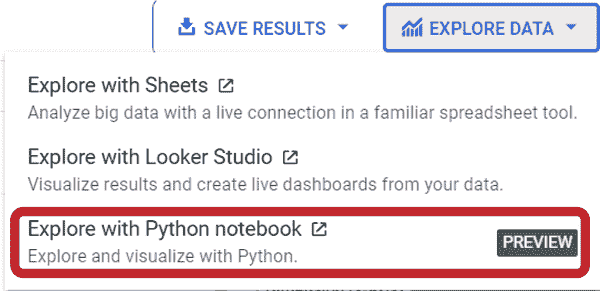 SAVE RESULTS
EXPLORE DATA
Explore with Sheets
Analyze big data with a live connection in a familiar spreadsheet tool.
Explore with Looker Studio
Visualize results and create live dashboards from your data.
Explore with Python notebook
PREVIEW
Explore and visualize with Python.